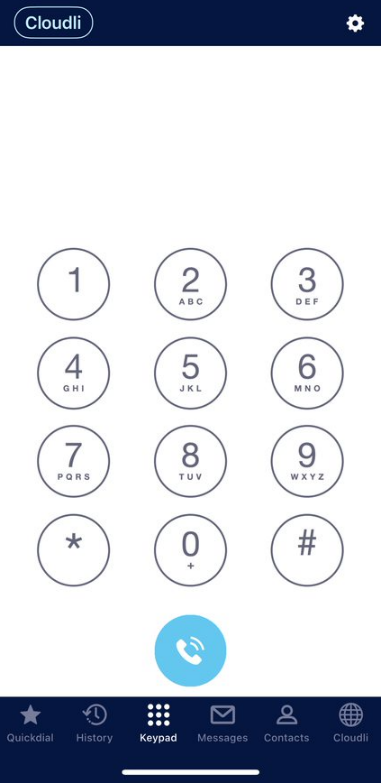 Cloudli
1 2 3
ABC DEF
4 5 6
GHI JKL MNO
7 8 9
PQRS TUV WXYZ
* 0 #
+
Quickdial History Keypad Messages Contacts Cloudli